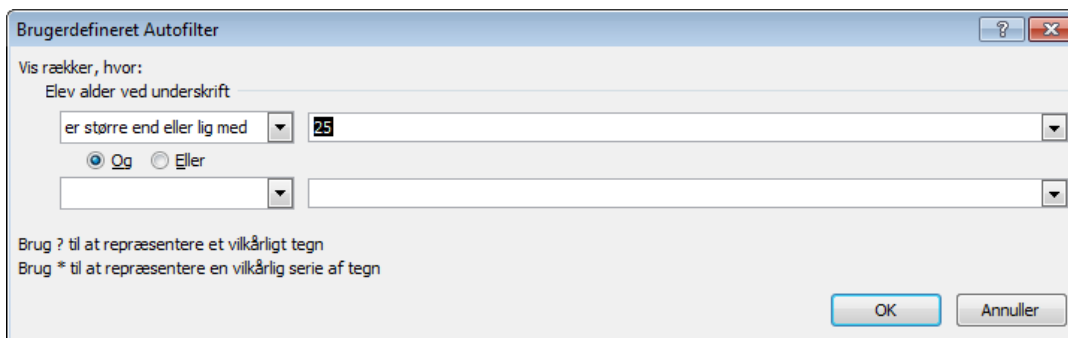 Brugerdefineret Autofilter
Vis rækker, hvor:
Elev alder ved underskrift
er større end eller lig med 25
Og Eller
Brug ? til at repræsentere et vilkårligt tegn
Brug * til at repræsentere en vilkårlig serie af tegn
OK Annuller